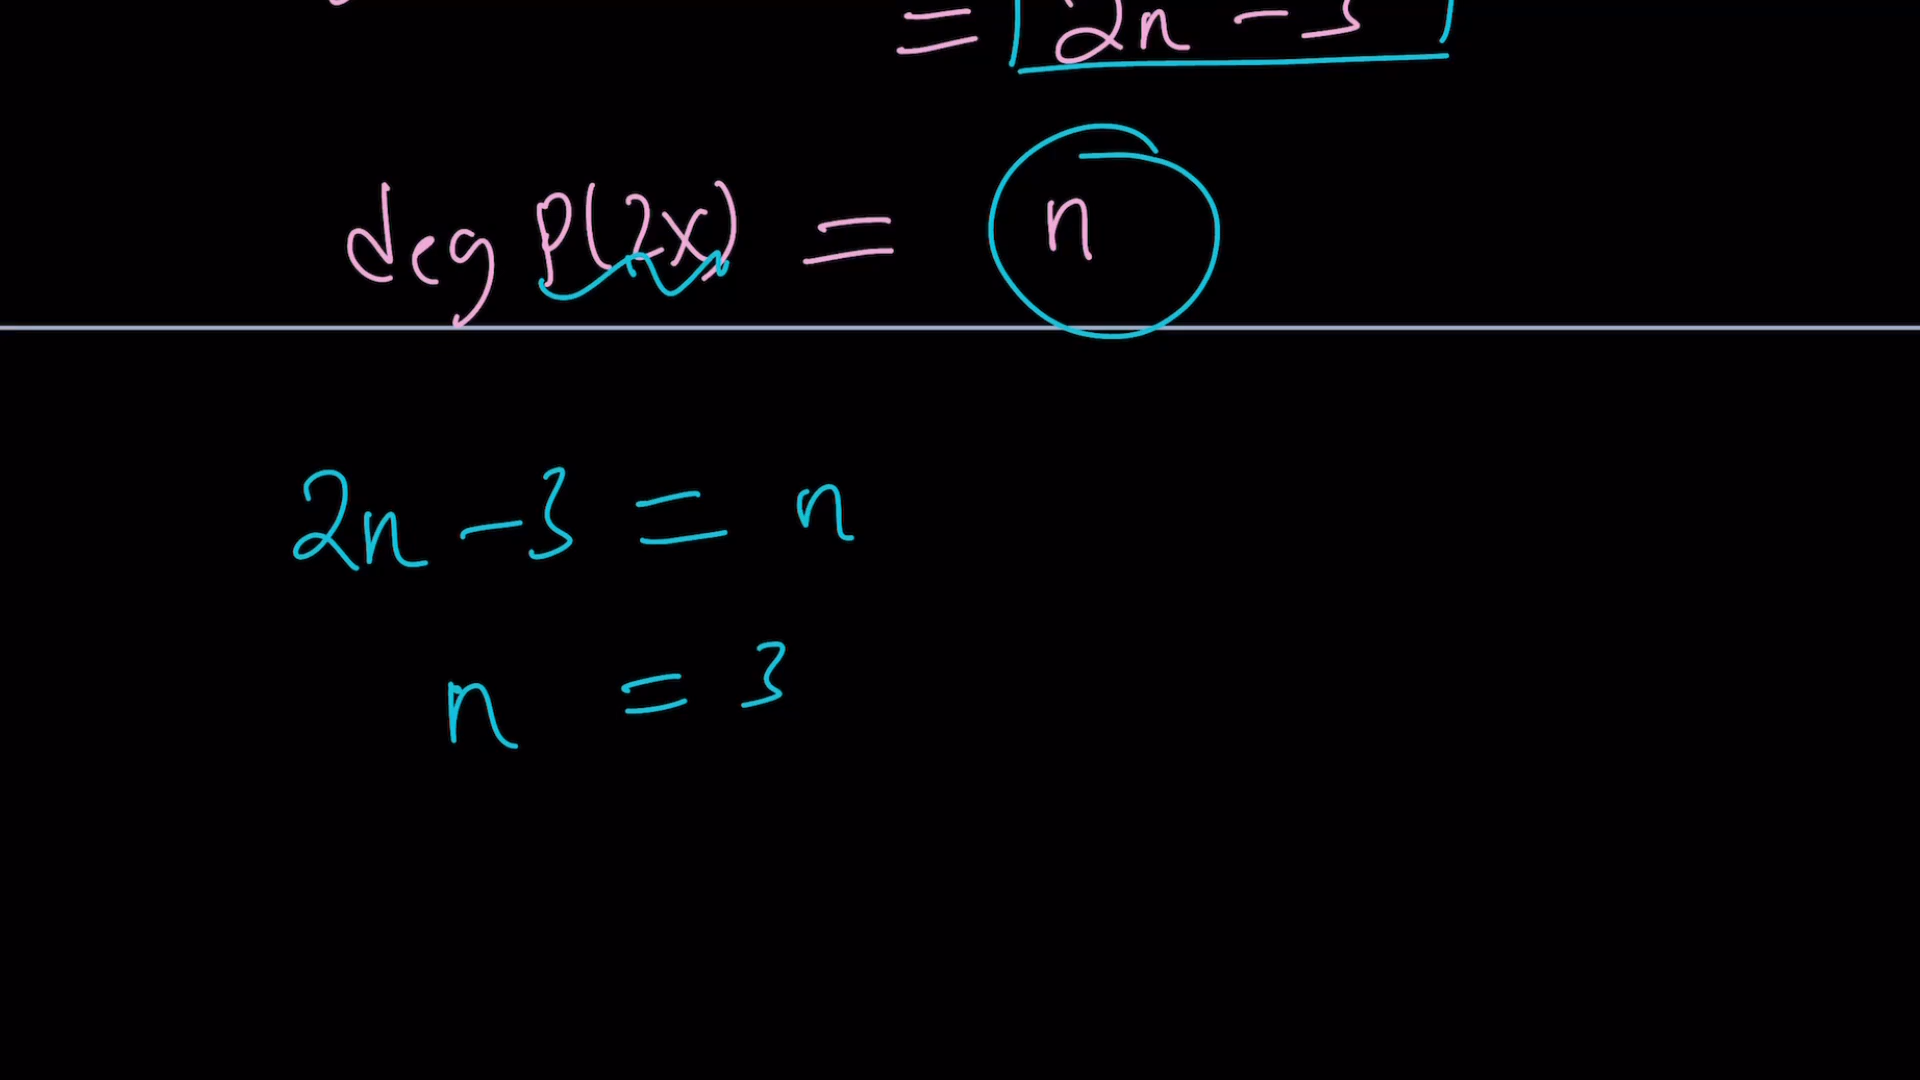 = 2n - 3
deg P(2x) = n
2n - 3 = n
n = 3